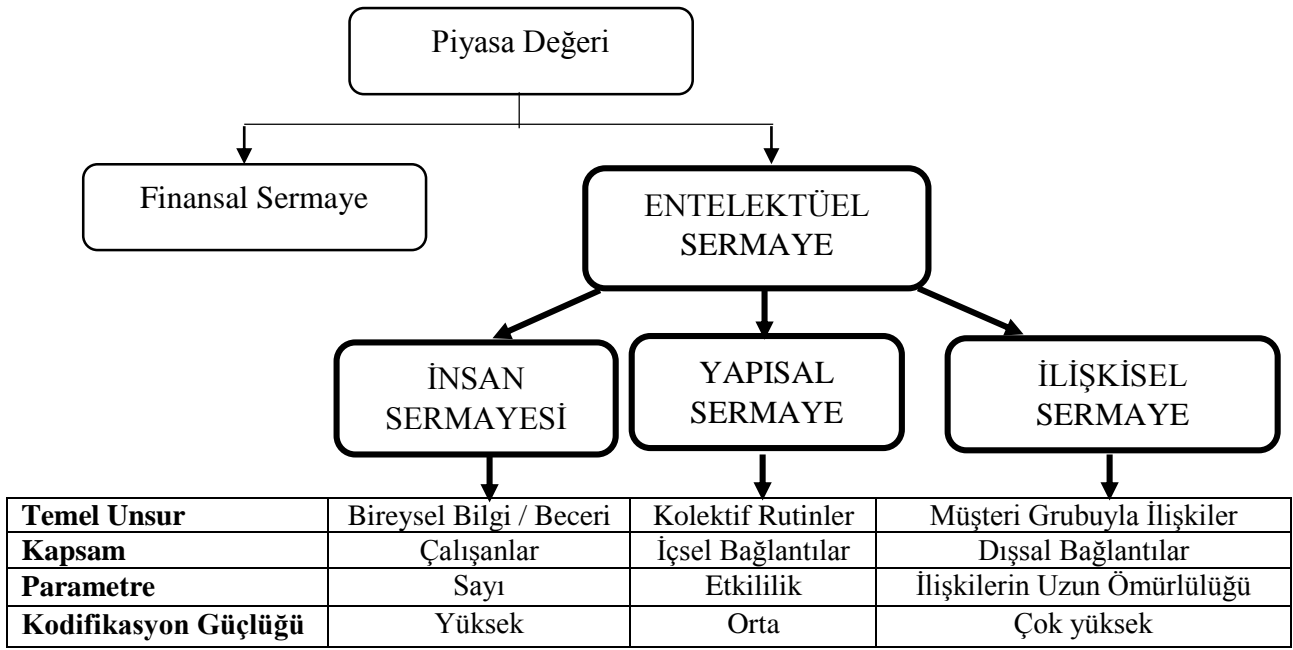 Piyasa Değeri
Finansal Sermaye
ENTELEKTÜEL
SERMAYE
İNSAN
SERMAYESİ
YAPISAL
SERMAYE
İLİŞKİSEL
SERMAYE
Temel Unsur Bireysel Bilgi / Beceri Kolektif Rutinler Müşteri Grubuyla İlişkiler
Kapsam Çalışanlar İçsel Bağlantılar Dışsal Bağlantılar
Parametre Sayı Etkililik İlişkilerin Uzun Ömürlülüğü
Kodifikasyon Güçlüğü Yüksek Orta Çok yüksek